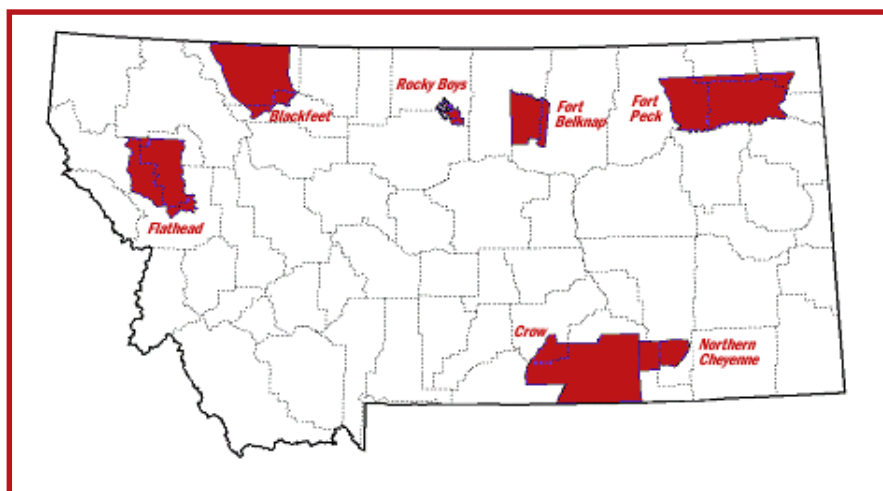 Rocky Boys
Blackfeet
Fort
Belknap
Fort
Peck
Flathead
Crow
Northern
Cheyenne